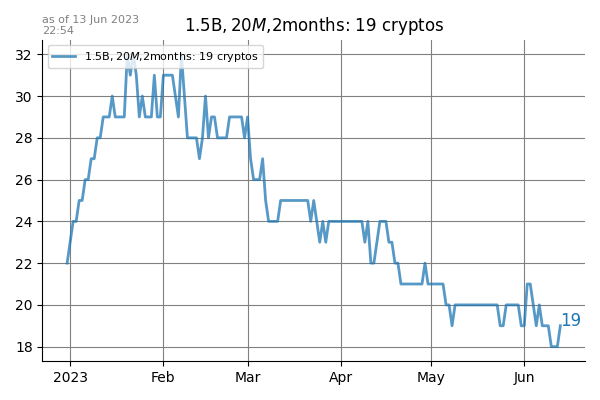 as of 13 Jun 2023
22:54
1.5B, 20M,2months: 19 cryptos
1.5B, 20M,2months: 19 cryptos
32
30
28
26
24
22
20
18
19
2023 Feb Mar Apr May Jun